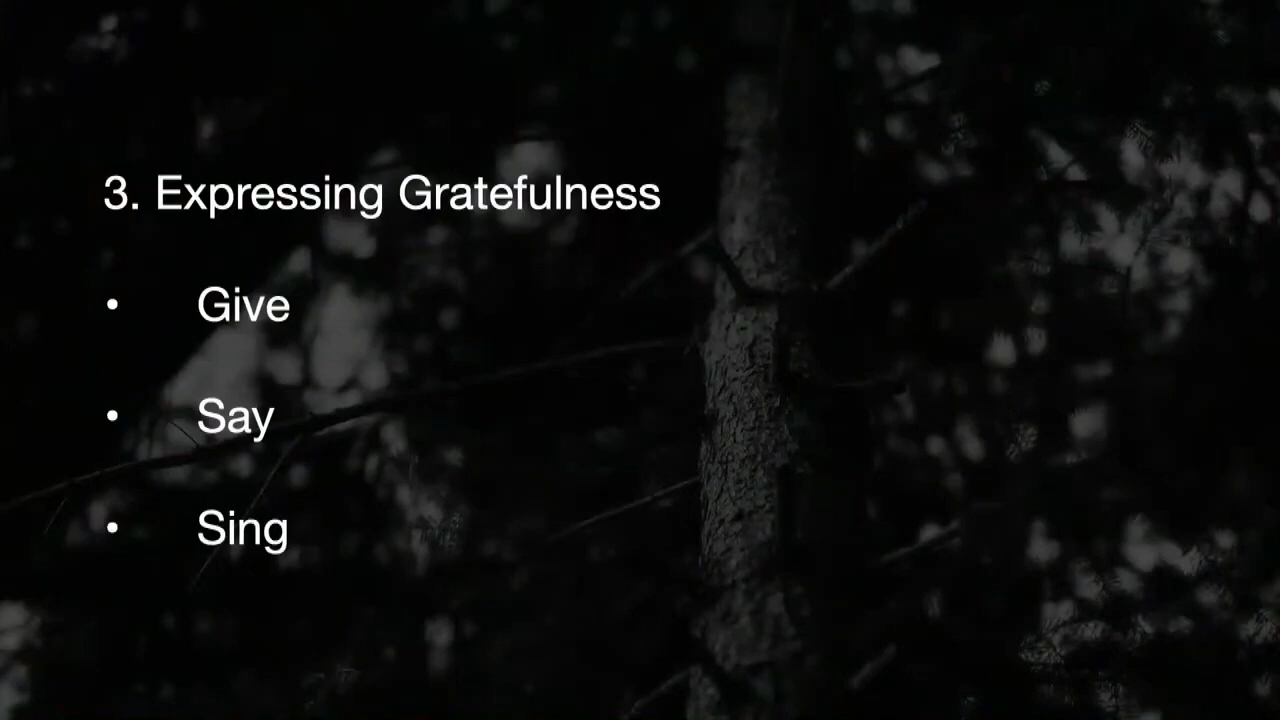 3. Expressing Gratefulness
• Give
• Say
• Sing